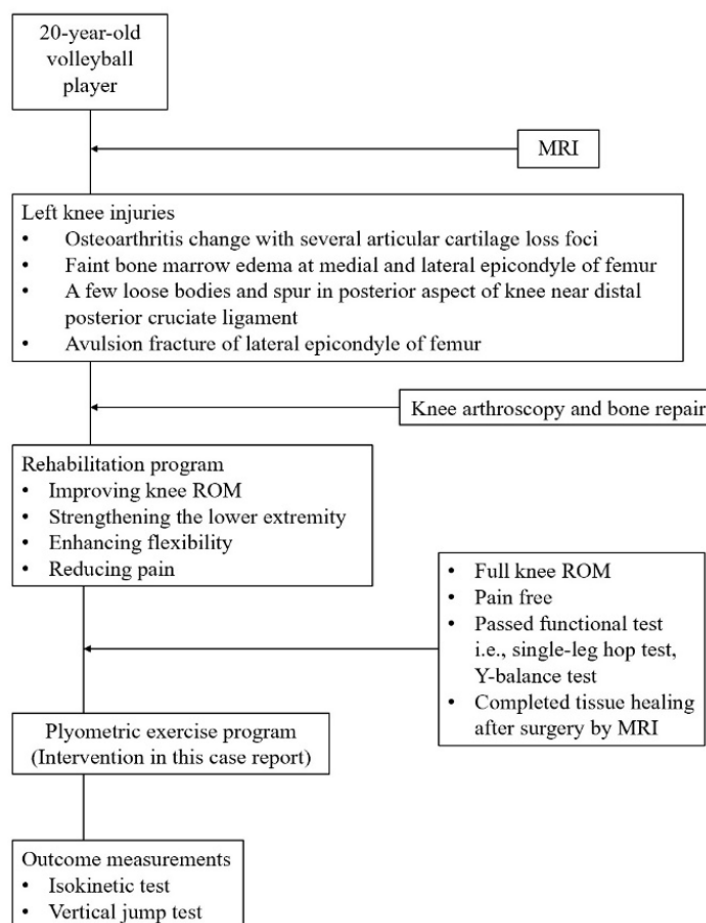 20-year-old
volleyball
player
MRI
Left knee injuries
• Osteoarthritis change with several articular cartilage loss foci
• Faint bone marrow edema at medial and lateral epicondyle of femur
• A few loose bodies and spur in posterior aspect of knee near distal
posterior cruciate ligament
• Avulsion fracture of lateral epicondyle of femur
Knee arthroscopy and bone repair
Rehabilitation program
• Improving knee ROM
• Strengthening the lower extremity
• Enhancing flexibility
• Reducing pain
• Full knee ROM
• Pain free
• Passed functional test
i.e., single-leg hop test,
Y-balance test
• Completed tissue healing
after surgery by MRI
Plyometric exercise program
(Intervention in this case report)
Outcome measurements
• Isokinetic test
• Vertical jump test